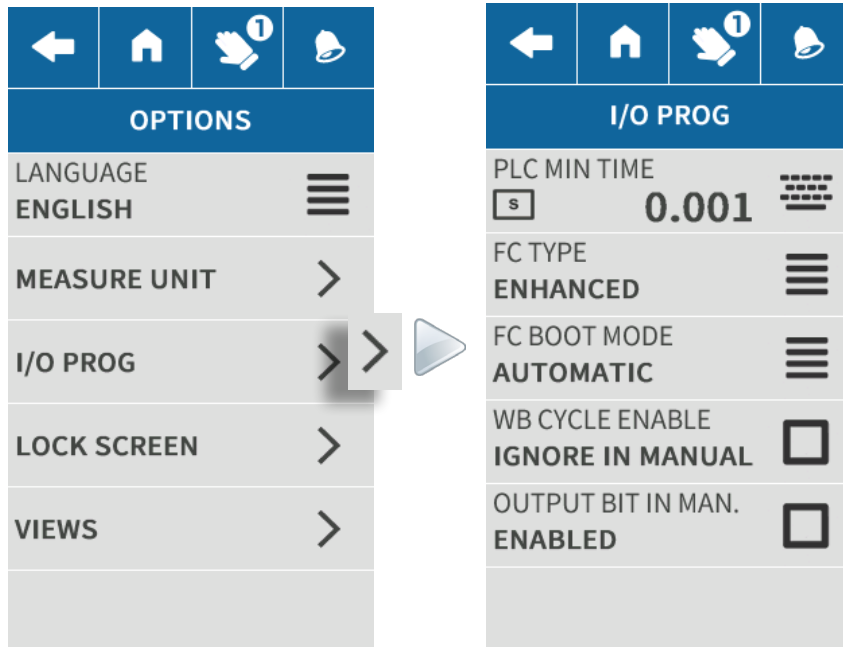 1
OPTIONS
LANGUAGE
ENGLISH
MEASURE UNIT
I/O PROG
LOCK SCREEN
VIEWS
1
I/O PROG
PLC MIN TIME
s 0.001
FC TYPE
ENHANCED
FC BOOT MODE
AUTOMATIC
WB CYCLE ENABLE
IGNORE IN MANUAL
OUTPUT BIT IN MAN.
ENABLED